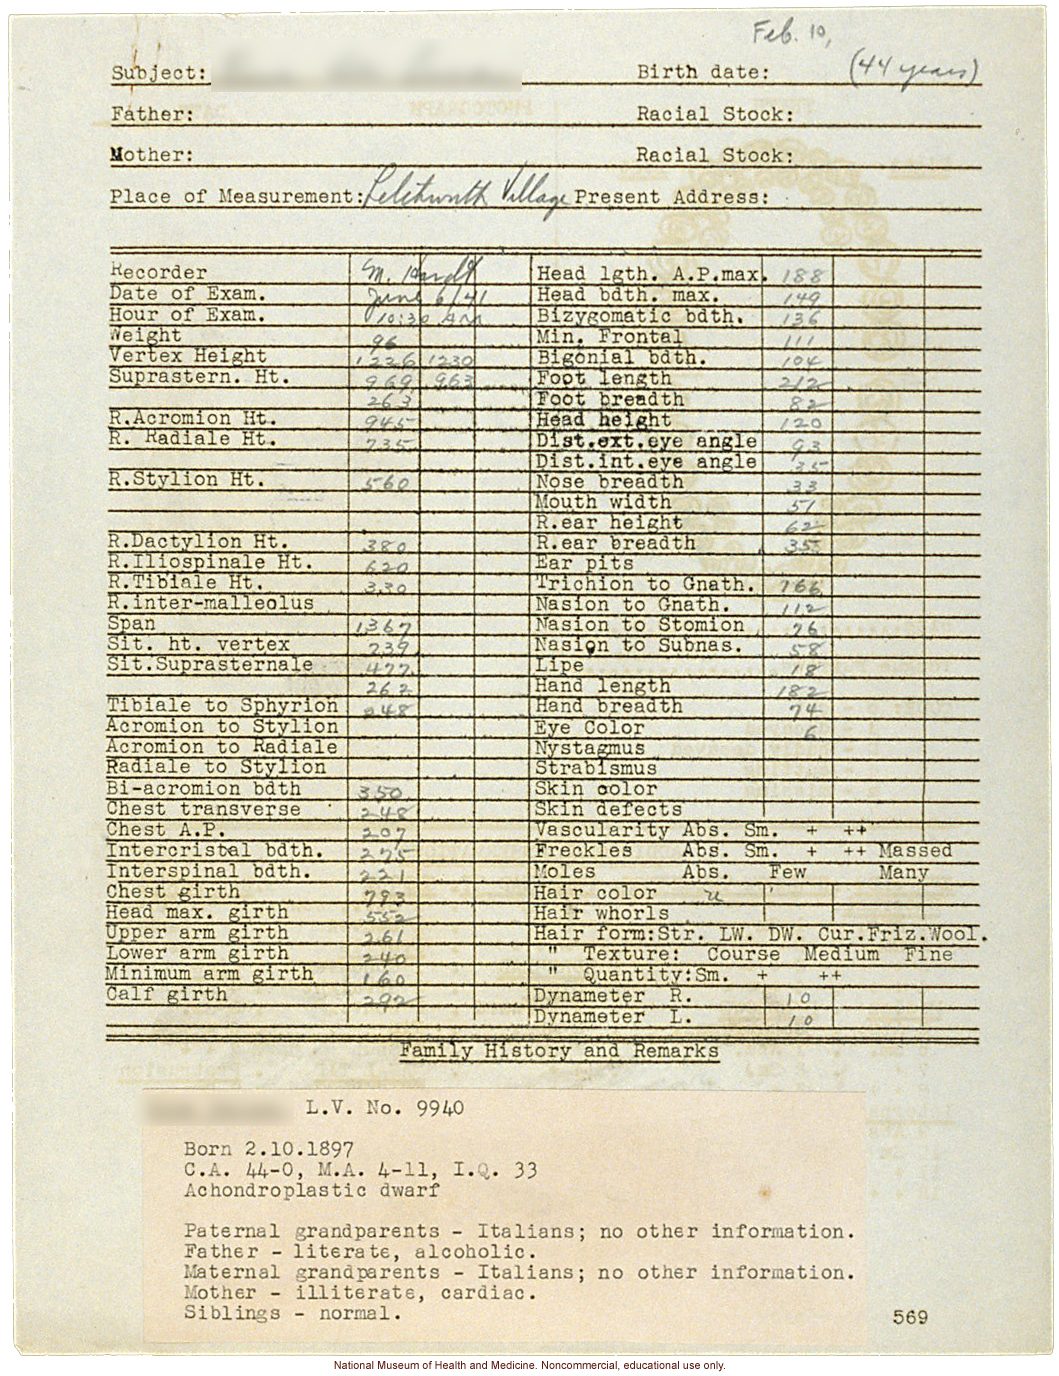 Feb. 10,
Subject: Birth date: (44 years)
Father: Racial Stock:
Mother: Racial Stock:
Place of Measurement: Letchworth Village Present Address:
Recorder M. Hardt Head lgth. A.P.max. 188
Date of Exam. June 6/41 Head bdth. max. 149
Hour of Exam. 10:30 Am Bizygomatic bdth. 136
Weight 96 Min. Frontal 111
Vertex Height 1226 1230 Bigonial bdth. 104
Suprastern. Ht. 969 963 Foot length 212
263 Foot breadth 82
R.Acromion Ht. 945 Head height 120
R. Radiale Ht. 735 Dist.ext.eye angle 93
Dist.int.eye angle 35
R.Stylion Ht. 560 Nose breadth 33
Mouth width 51
R.ear height 62
R.Dactylion Ht. 380 R.ear breadth 35
R.Iliospinale Ht. 620 Ear pits
R.Tibiale Ht. 330 Trichion to Gnath. 166
R.inter-malleolus Nasion to Gnath. 112
Span 1367 Nasion to Stomion 76
Sit. ht. vertex 739 Nasion to Subnas. 58
Sit.Suprasternale 477 Lipe 18
262 Hand length 182
Tibiale to Sphyrion 248 Hand breadth 74
Acromion to Stylion Eye Color 6
Acromion to Radiale Nystagmus
Radiale to Stylion Strabismus
Bi-acromion bdth 350 Skin color
Chest transverse 248 Skin defects
Chest A.P. 207 Vascularity Abs. Sm. + ++
Intercristal bdth. 275 Freckles Abs. Sm. + ++ Massed
Interspinal bdth. 221 Moles Abs. Few Many
Chest girth 793 Hair color u
Head max. girth 552 Hair whorls
Upper arm girth 261 Hair form:Str. LW. DW. Cur.Friz.Wool.
Lower arm girth 240 " Texture: Course Medium Fine
Minimum arm girth 160 " Quantity:Sm. + ++
Calf girth 292 Dynameter R. 10
Dynameter L. 10
Family History and Remarks
L.V. No. 9940
Born 2.10.1897
C.A. 44-0, M.A. 4-11, I.Q. 33
Achondroplastic dwarf
Paternal grandparents - Italians; no other information.
Father - literate, alcoholic.
Maternal grandparents - Italians; no other information.
Mother - illiterate, cardiac.
Siblings - normal.
569
National Museum of Health and Medicine. Noncommercial, educational use only.